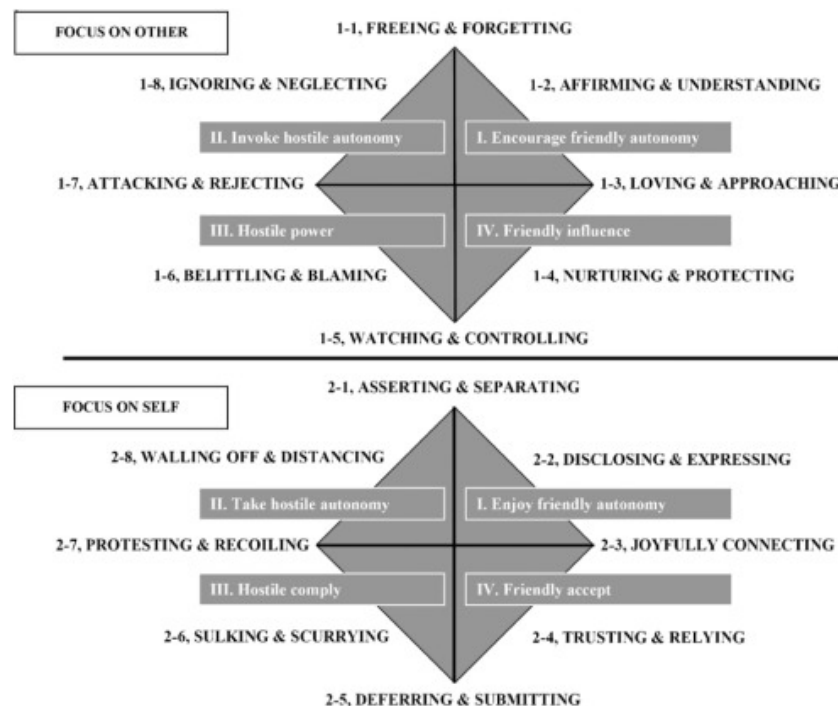 FOCUS ON OTHER
1-1, FREEING & FORGETTING
1-8, IGNORING & NEGLECTING
1-2, AFFIRMING & UNDERSTANDING
II. Invoke hostile autonomy
I. Encourage friendly autonomy
1-7, ATTACKING & REJECTING
1-3, LOVING & APPROACHING
III. Hostile power
IV. Friendly influence
1-6, BELITTLING & BLAMING
1-4, NURTURING & PROTECTING
1-5, WATCHING & CONTROLLING
FOCUS ON SELF
2-1, ASSERTING & SEPARATING
2-8, WALLING OFF & DISTANCING
2-2, DISCLOSING & EXPRESSING
II. Take hostile autonomy
I. Enjoy friendly autonomy
2-7, PROTESTING & RECOILING
2-3, JOYFULLY CONNECTING
III. Hostile comply
IV. Friendly accept
2-6, SULKING & SCURRYING
2-4, TRUSTING & RELYING
2-5, DEFERRING & SUBMITTING